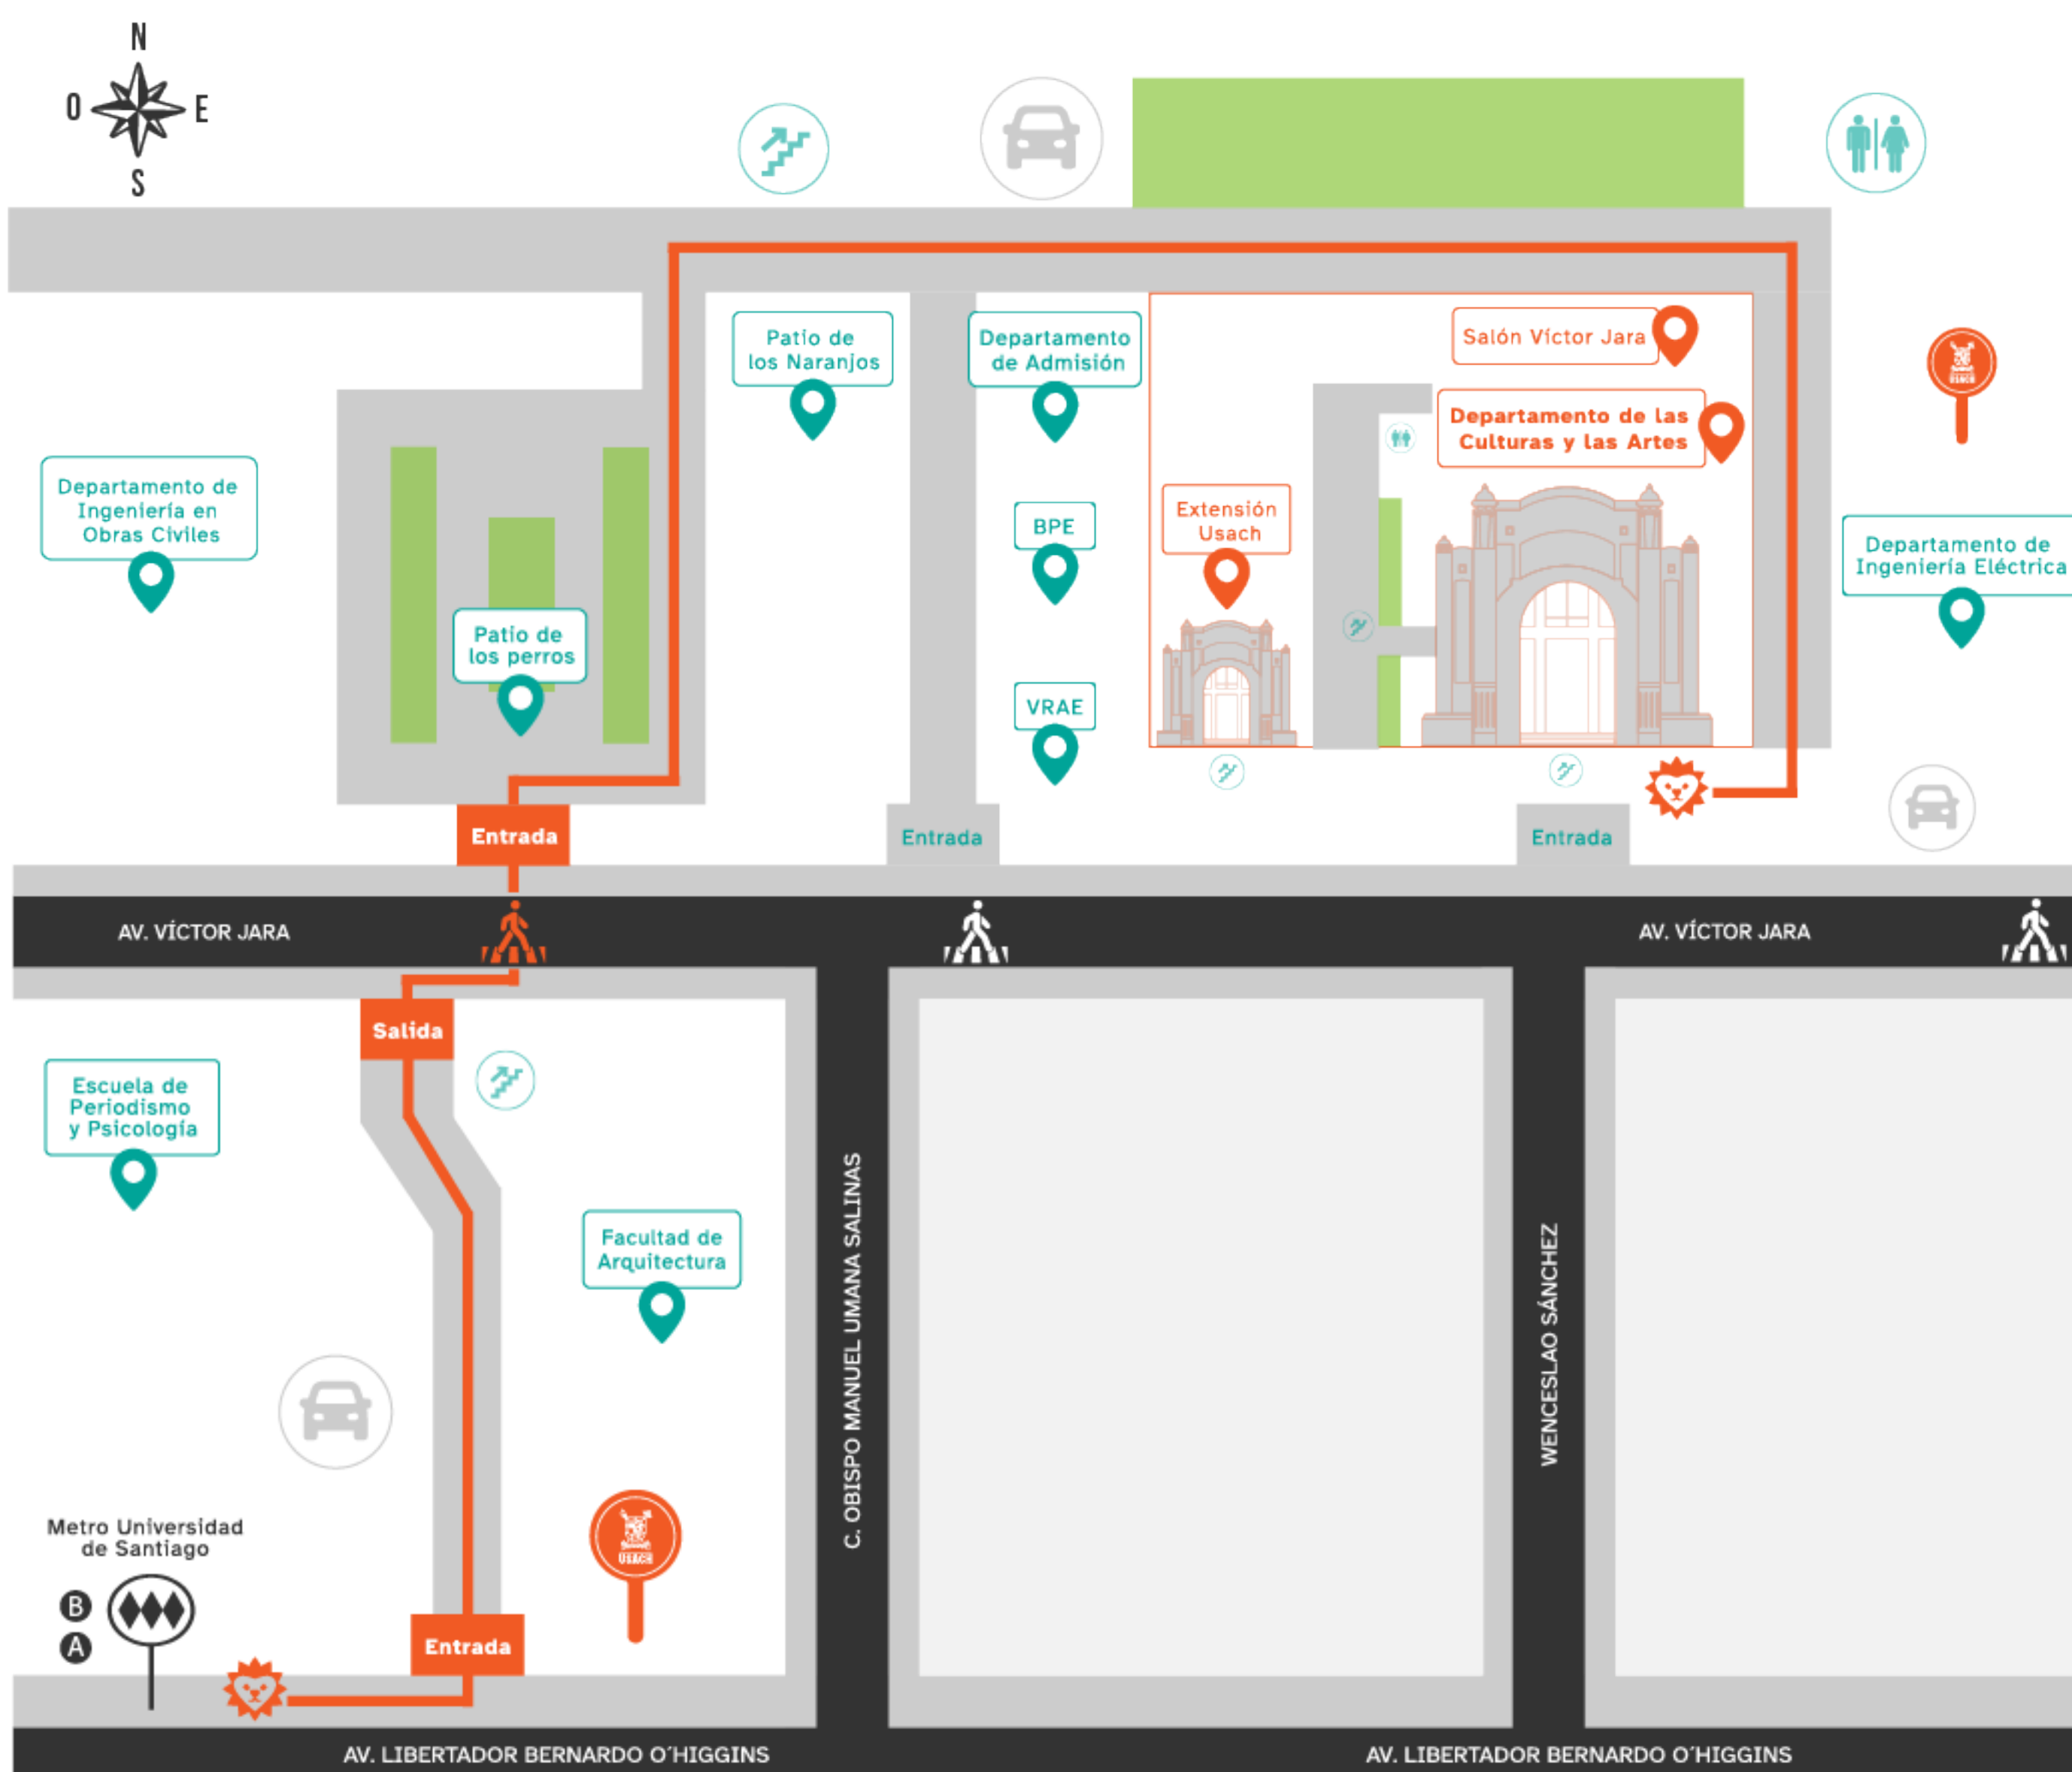 N
O
E
S
Patio de
los Naranjos
Departamento
de Admisión
Salón Víctor Jara
Departamento de las
Culturas y las Artes
USACH
Departamento de
Ingeniería en
Obras Civiles
BPE
Extensión
Usach
Departamento de
Ingeniería Eléctrica
Patio de
los perros
VRAE
Entrada
Entrada
Entrada
AV. VÍCTOR JARA
AV. VÍCTOR JARA
Salida
Escuela de
Periodismo
y Psicología
Facultad de
Arquitectura
C. OBISPO MANUEL UMANA SALINAS
WENCESLAO SÁNCHEZ
Metro Universidad
de Santiago
B
A
USACH
Entrada
AV. LIBERTADOR BERNARDO O´HIGGINS
AV. LIBERTADOR BERNARDO O´HIGGINS